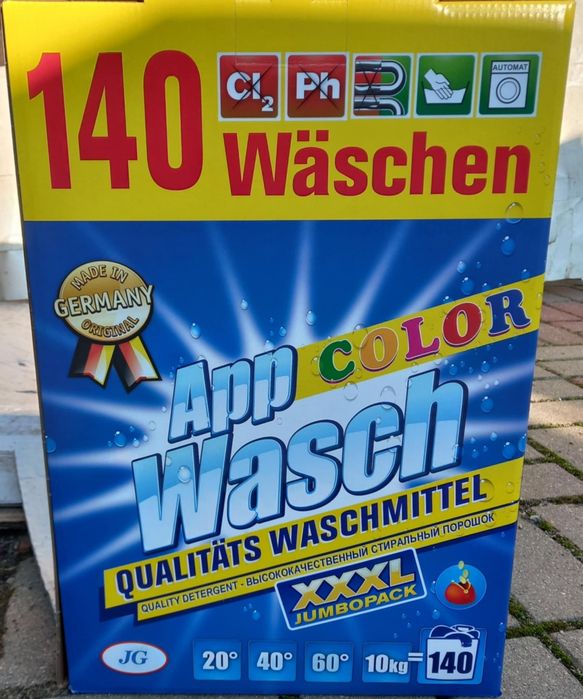 140
Cl2
Ph
AUTOMAT
Wäschen
MADE IN
GERMANY
ORIGINAL
App COLOR
Wasch
QUALITÄTS WASCHMITTEL
QUALITY DETERGENT - ВЫСОКОКАЧЕСТВЕННЫЙ СТИРАЛЬНЫЙ ПОРОШОК
XXXL
JUMBOPACK
JG
20° 40° 60° 10kg = 140